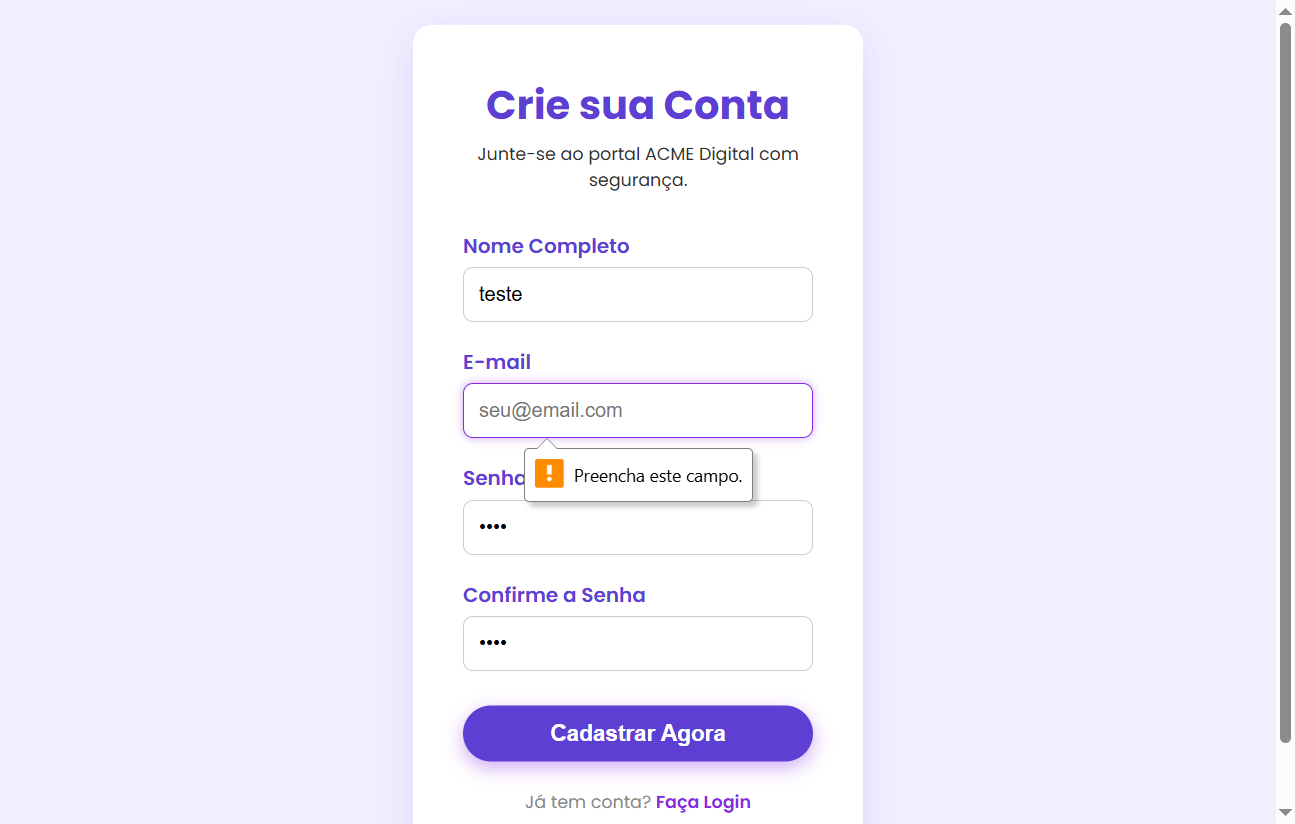 Crie sua Conta
Junte-se ao portal ACME Digital com
segurança.
Nome Completo
teste
E-mail
seu@email.com
Preencha este campo.
Senha
••••
Confirme a Senha
••••
Cadastrar Agora
Já tem conta? Faça Login